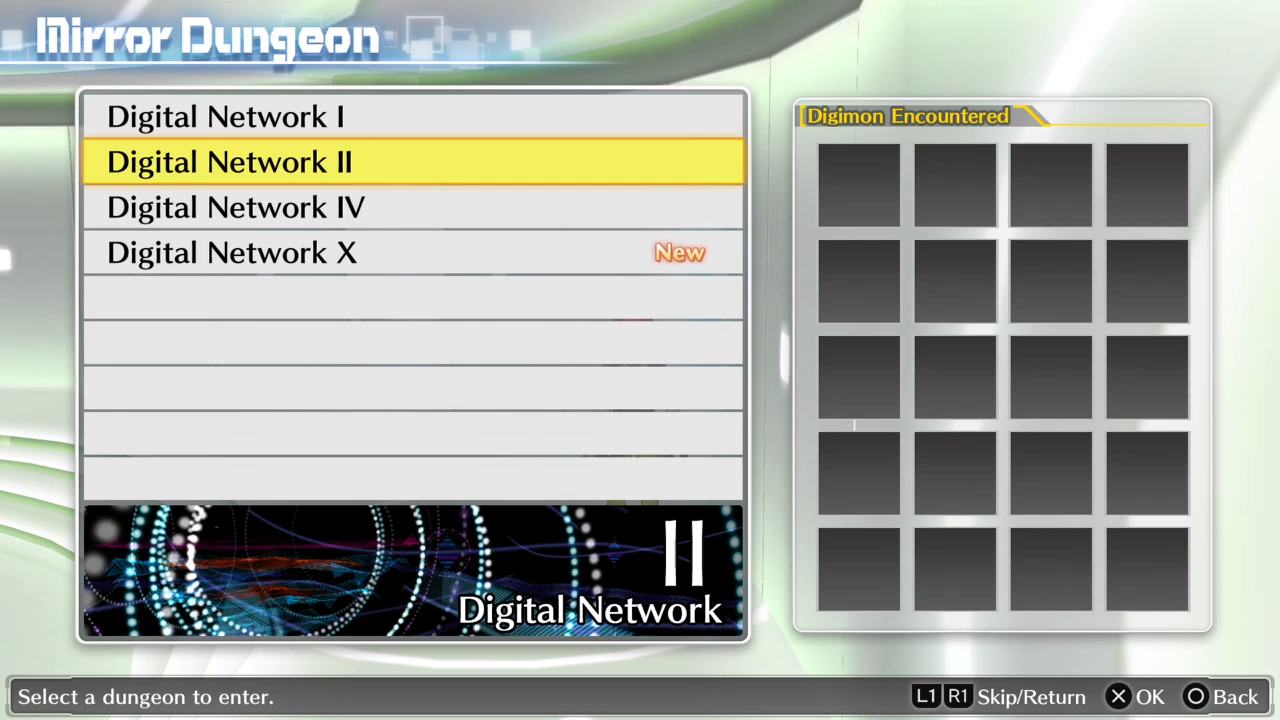 Mirror Dungeon
Digital Network I
Digital Network II
Digital Network IV
Digital Network X New
II
Digital Network
Digimon Encountered
Select a dungeon to enter.
L1 R1 Skip/Return OK Back